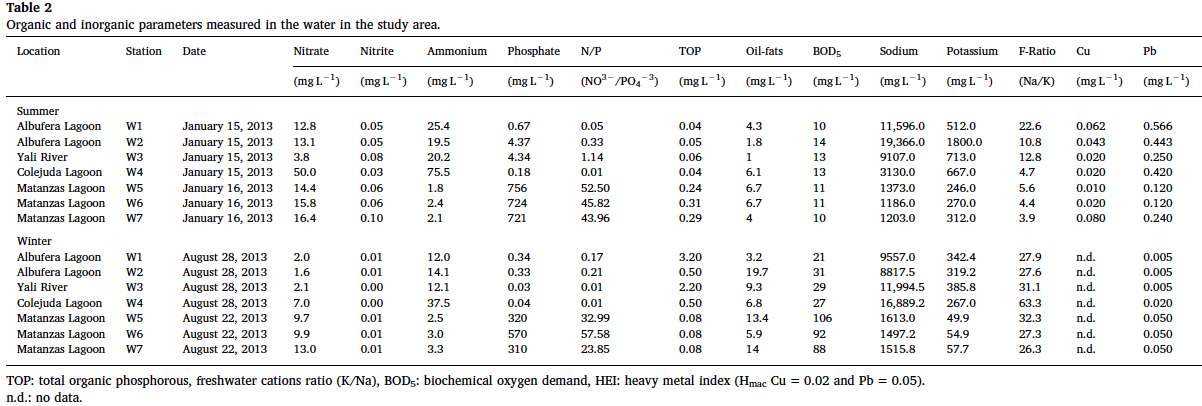 Table 2
Organic and inorganic parameters measured in the water in the study area.
Location Station Date Nitrate Nitrite Ammonium Phosphate N/P TOP Oil-fats BOD₅ Sodium Potassium F-Ratio Cu Pb
(mg L⁻¹) (mg L⁻¹) (mg L⁻¹) (mg L⁻¹) (NO³⁻/PO₄⁻³) (mg L⁻¹) (mg L⁻¹) (mg L⁻¹) (mg L⁻¹) (mg L⁻¹) (Na/K) (mg L⁻¹) (mg L⁻¹)
Summer
Albufera Lagoon W1 January 15, 2013 12.8 0.05 25.4 0.67 0.05 0.04 4.3 10 11,596.0 512.0 22.6 0.062 0.566
Albufera Lagoon W2 January 15, 2013 13.1 0.05 19.5 4.37 0.33 0.05 1.8 14 19,366.0 1800.0 10.8 0.043 0.443
Yali River W3 January 15, 2013 3.8 0.08 20.2 4.34 1.14 0.06 1 13 9107.0 713.0 12.8 0.020 0.250
Colejuda Lagoon W4 January 15, 2013 50.0 0.03 75.5 0.18 0.01 0.04 6.1 13 3130.0 667.0 4.7 0.020 0.420
Matanzas Lagoon W5 January 16, 2013 14.4 0.06 1.8 756 52.50 0.24 6.7 11 1373.0 246.0 5.6 0.010 0.120
Matanzas Lagoon W6 January 16, 2013 15.8 0.06 2.4 724 45.82 0.31 6.7 11 1186.0 270.0 4.4 0.020 0.120
Matanzas Lagoon W7 January 16, 2013 16.4 0.10 2.1 721 43.96 0.29 4 10 1203.0 312.0 3.9 0.080 0.240
Winter
Albufera Lagoon W1 August 28, 2013 2.0 0.01 12.0 0.34 0.17 3.20 3.2 21 9557.0 342.4 27.9 n.d. 0.005
Albufera Lagoon W2 August 28, 2013 1.6 0.01 14.1 0.33 0.21 0.50 19.7 31 8817.5 319.2 27.6 n.d. 0.005
Yali River W3 August 28, 2013 2.1 0.00 12.1 0.03 0.01 2.20 9.3 29 11,994.5 385.8 31.1 n.d. 0.005
Colejuda Lagoon W4 August 28, 2013 7.0 0.00 37.5 0.04 0.01 0.50 6.8 27 16,889.2 267.0 63.3 n.d. 0.020
Matanzas Lagoon W5 August 22, 2013 9.7 0.01 2.5 320 32.99 0.08 13.4 106 1613.0 49.9 32.3 n.d. 0.050
Matanzas Lagoon W6 August 22, 2013 9.9 0.01 3.0 570 57.58 0.08 5.9 92 1497.2 54.9 27.3 n.d. 0.050
Matanzas Lagoon W7 August 22, 2013 13.0 0.01 3.3 310 23.85 0.08 14 88 1515.8 57.7 26.3 n.d. 0.050
TOP: total organic phosphorous, freshwater cations ratio (K/Na), BOD₅: biochemical oxygen demand, HEI: heavy metal index (Hmac Cu = 0.02 and Pb = 0.05).
n.d.: no data.